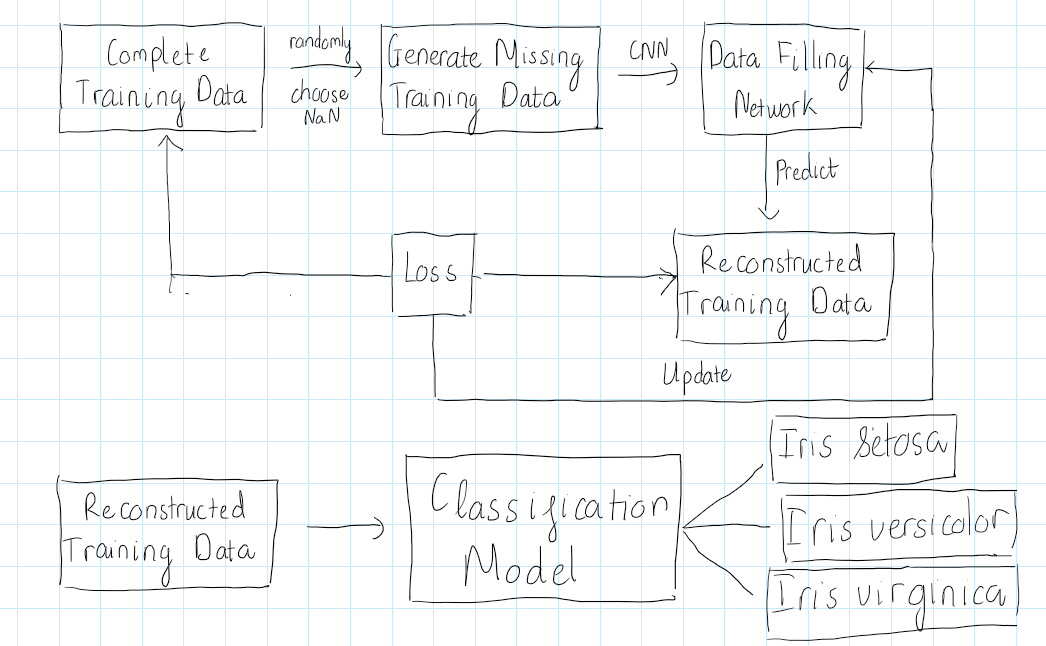 Complete
Training Data
randomly
choose
NaN
Generate Missing
Training Data
CNN
Data Filling
Network
Predict
Loss
Reconstructed
Training Data
Update
Reconstructed
Training Data
Classification
Model
Iris Setosa
Iris versicolor
Iris virginica